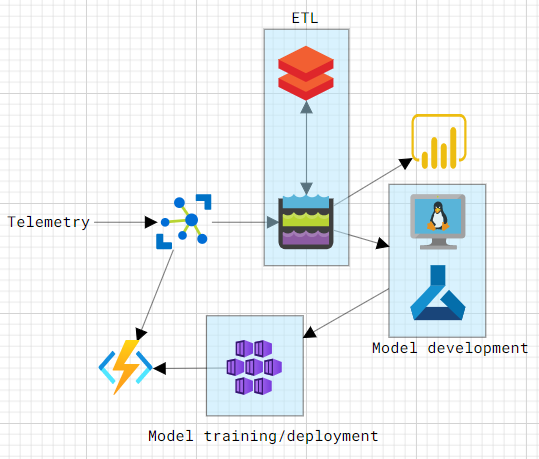 ETL
Telemetry
Model development
Model training/deployment